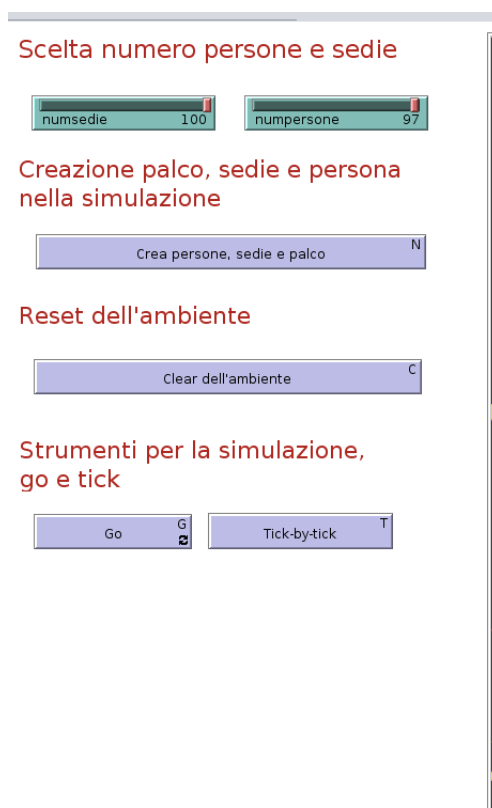 Scelta numero persone e sedie
numsedie 100 numpersone 97
Creazione palco, sedie e persona
nella simulazione
Crea persone, sedie e palco N
Reset dell'ambiente
Clear dell'ambiente C
Strumenti per la simulazione,
go e tick
Go G Tick-by-tick T